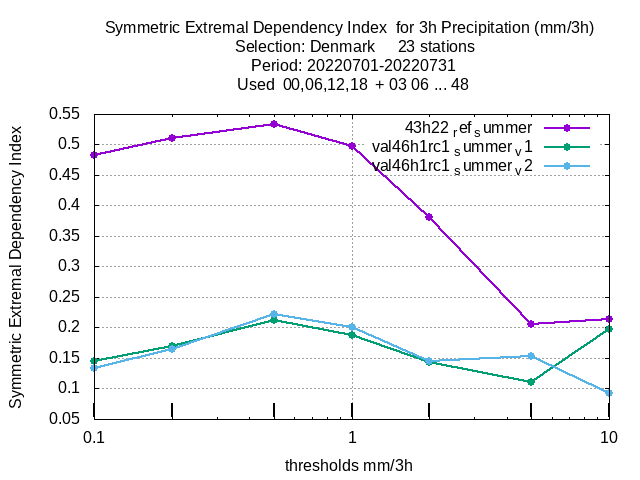 Symmetric Extremal Dependency Index  for 3h Precipitation (mm/3h)
Selection: Denmark     23 stations
Period: 20220701-20220731
Used  00,06,12,18  + 03 06 ... 48
Symmetric Extremal Dependency Index
0.55
0.5
0.45
0.4
0.35
0.3
0.25
0.2
0.15
0.1
0.05
43h22 ref summer
val46h1rc1 summer v1
val46h1rc1 summer v2
0.1
1
10
thresholds mm/3h